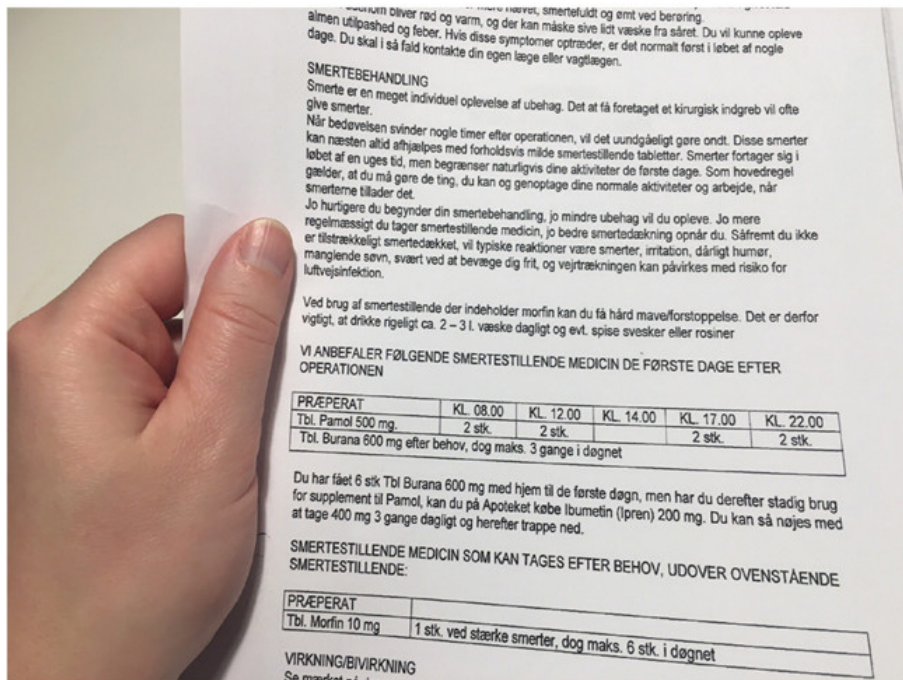 nævet, smertefuldt og ømt ved berøring.
bliver rød og varm, og der kan måske sive lidt væske fra såret. Du vil kunne opleve
almen utilpashed og feber. Hvis disse symptomer optræder, er det normalt først i løbet af nogle
dage. Du skal i så fald kontakte din egen læge eller vagtlægen.
SMERTEBEHANDLING
Smerte er en meget individuel oplevelse af ubehag. Det at få foretaget et kirurgisk indgreb vil ofte
give smerter.
Når bedøvelsen svinder nogle timer efter operationen, vil det uundgåeligt gøre ondt. Disse smerter
kan næsten altid afhjælpes med forholdsvis milde smertestillende tabletter. Smerter fortager sig i
løbet af en uges tid, men begrænser naturligvis dine aktiviteter de første dage. Som hovedregel
gælder, at du må gøre de ting, du kan og genoptage dine normale aktiviteter og arbejde, når
smerterne tillader det.
Jo hurtigere du begynder din smertebehandling, jo mindre ubehag vil du opleve. Jo mere
regelmæssigt du tager smertestillende medicin, jo bedre smertedækning opnår du. Såfremt du ikke
er tilstrækkeligt smertedækket, vil typiske reaktioner være smerter, irritation, dårligt humør,
manglende søvn, svært ved at bevæge dig frit, og vejrtrækningen kan påvirkes med risiko for
luftvejsinfektion.
Ved brug af smertestillende der indeholder morfin kan du få hård mave/forstoppelse. Det er derfor
vigtigt, at drikke rigeligt ca. 2 – 3 l. væske dagligt og evt. spise svesker eller rosiner
VI ANBEFALER FØLGENDE SMERTESTILLENDE MEDICIN DE FØRSTE DAGE EFTER
OPERATIONEN
PRÆPERAT KL. 08.00 KL. 12.00 KL. 14.00 KL. 17.00 KL. 22.00
Tbl. Pamol 500 mg. 2 stk. 2 stk. 2 stk. 2 stk.
Tbl. Burana 600 mg efter behov, dog maks. 3 gange i døgnet
Du har fået 6 stk Tbl Burana 600 mg med hjem til de første døgn, men har du derefter stadig brug
for supplement til Pamol, kan du på Apoteket købe Ibumetin (Ipren) 200 mg. Du kan så nøjes med
at tage 400 mg 3 gange dagligt og herefter trappe ned.
SMERTESTILLENDE MEDICIN SOM KAN TAGES EFTER BEHOV, UDOVER OVENSTÅENDE
SMERTESTILLENDE:
PRÆPERAT
Tbl. Morfin 10 mg 1 stk. ved stærke smerter, dog maks. 6 stk. i døgnet
VIRKNING/BIVIRKNING